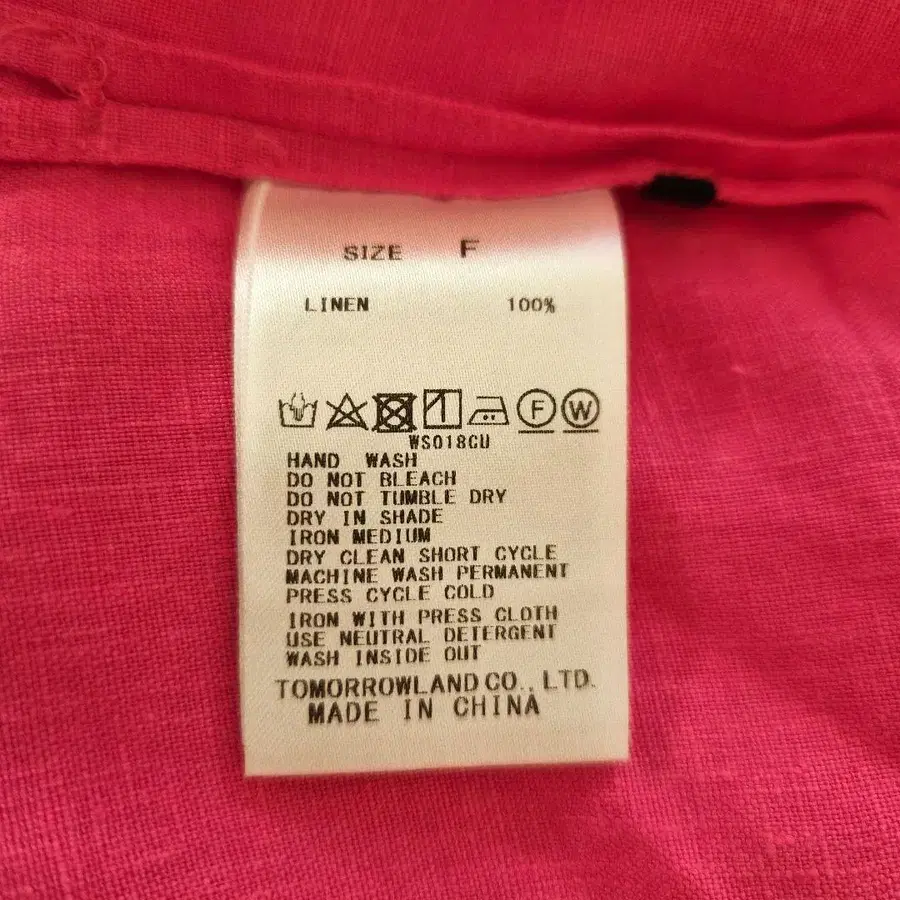 SIZE F
LINEN 100%
F W
WS018CU
HAND WASH
DO NOT BLEACH
DO NOT TUMBLE DRY
DRY IN SHADE
IRON MEDIUM
DRY CLEAN SHORT CYCLE
MACHINE WASH PERMANENT
PRESS CYCLE COLD
IRON WITH PRESS CLOTH
USE NEUTRAL DETERGENT
WASH INSIDE OUT
TOMORROWLAND CO., LTD.
MADE IN CHINA